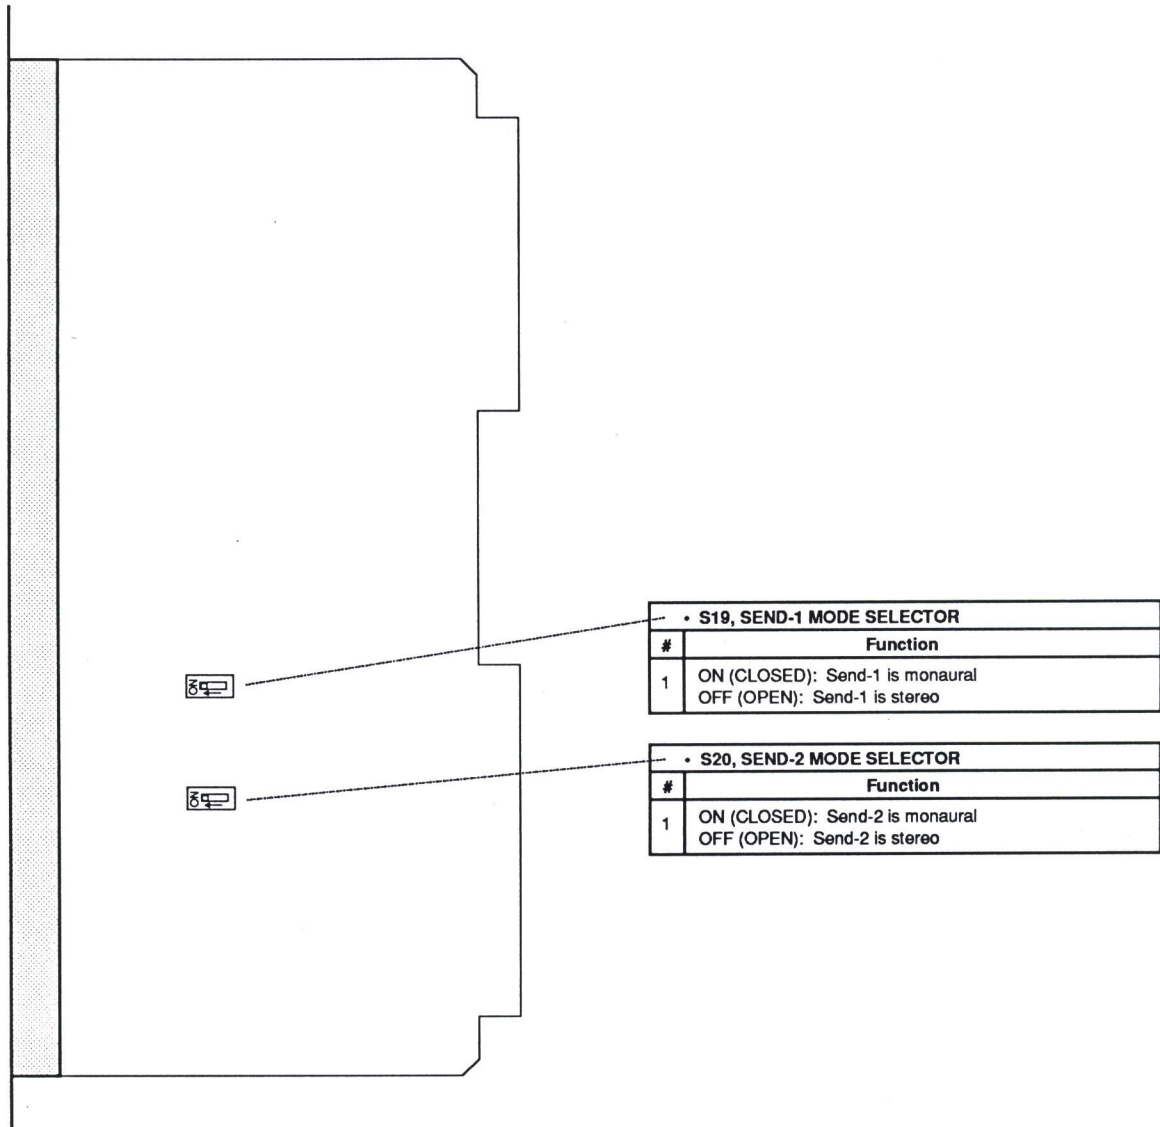 • S19, SEND-1 MODE SELECTOR
# Function
1 ON (CLOSED): Send-1 is monaural
OFF (OPEN): Send-1 is stereo
ON
• S20, SEND-2 MODE SELECTOR
# Function
1 ON (CLOSED): Send-2 is monaural
OFF (OPEN): Send-2 is stereo
ON